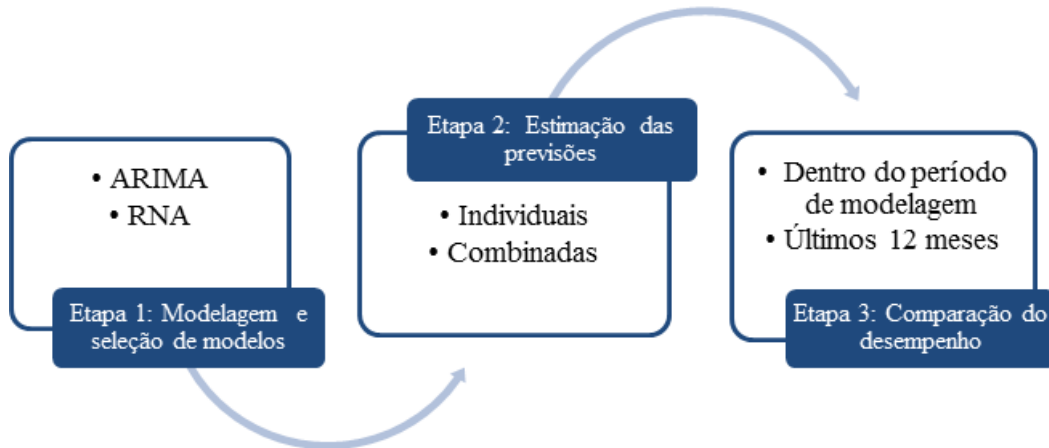 • ARIMA
• RNA
Etapa 1: Modelagem e
seleção de modelos
Etapa 2: Estimação das
previsões
• Individuais
• Combinadas
• Dentro do período
de modelagem
• Últimos 12 meses
Etapa 3: Comparação do
desempenho